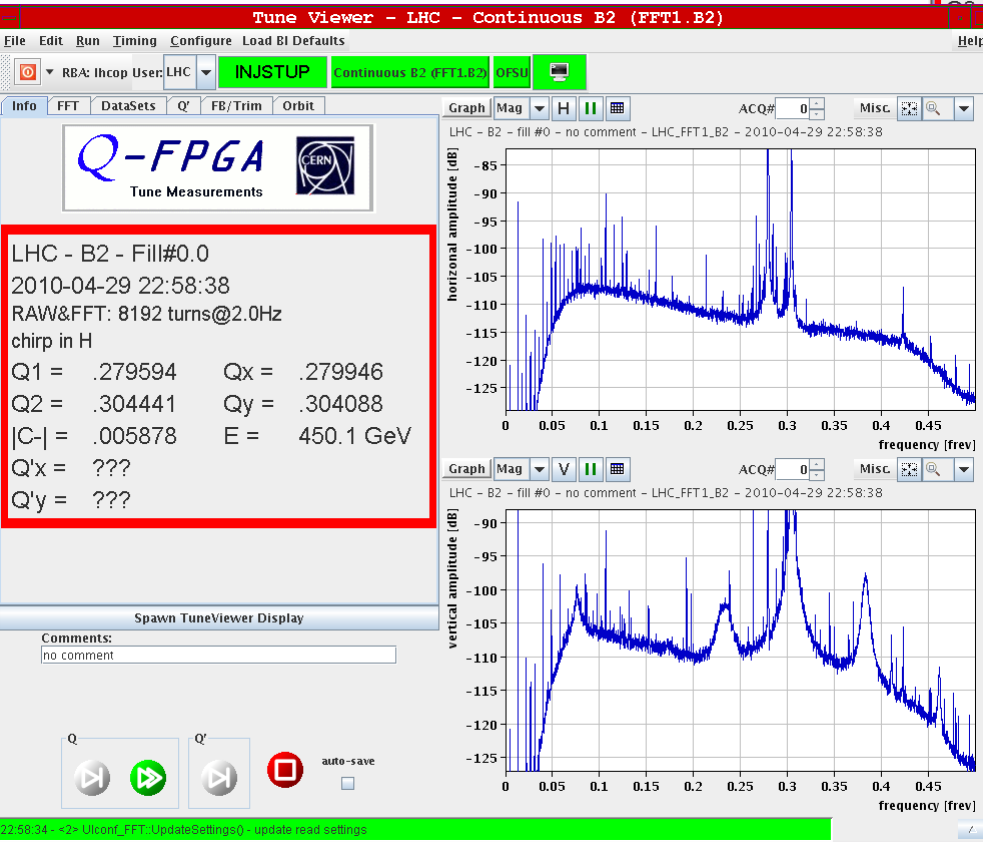 Tune Viewer - LHC - Continuous B2 (FFT1.B2)
File Edit Run Timing Configure Load BI Defaults Help
RBA: lhcop User: LHC INJSTUP Continuous B2 (FFT1.B2) OFSU
Info FFT DataSets Q' FB/Trim Orbit
Q-FPGA
Tune Measurements
CERN
LHC - B2 - Fill#0.0
2010-04-29 22:58:38
RAW&FFT: 8192 turns@2.0Hz
chirp in H
Q1 = .279594 Qx = .279946
Q2 = .304441 Qy = .304088
|C-| = .005878 E = 450.1 GeV
Q'x = ???
Q'y = ???
Spawn TuneViewer Display
Comments:
no comment
Q Q'
auto-save
22:58:34 - <2> UIconf_FFT::UpdateSettings() - update read settings
Graph Mag H ACQ# 0 Misc.
LHC - B2 - fill #0 - no comment - LHC_FFT1_B2 - 2010-04-29 22:58:38
horizonal amplitude [dB]
-85
-90
-95
-100
-105
-110
-115
-120
-125
0 0.05 0.1 0.15 0.2 0.25 0.3 0.35 0.4 0.45
frequency [frev]
Graph Mag V ACQ# 0 Misc.
LHC - B2 - fill #0 - no comment - LHC_FFT1_B2 - 2010-04-29 22:58:38
vertical amplitude [dB]
-90
-95
-100
-105
-110
-115
-120
-125
0 0.05 0.1 0.15 0.2 0.25 0.3 0.35 0.4 0.45
frequency [frev]